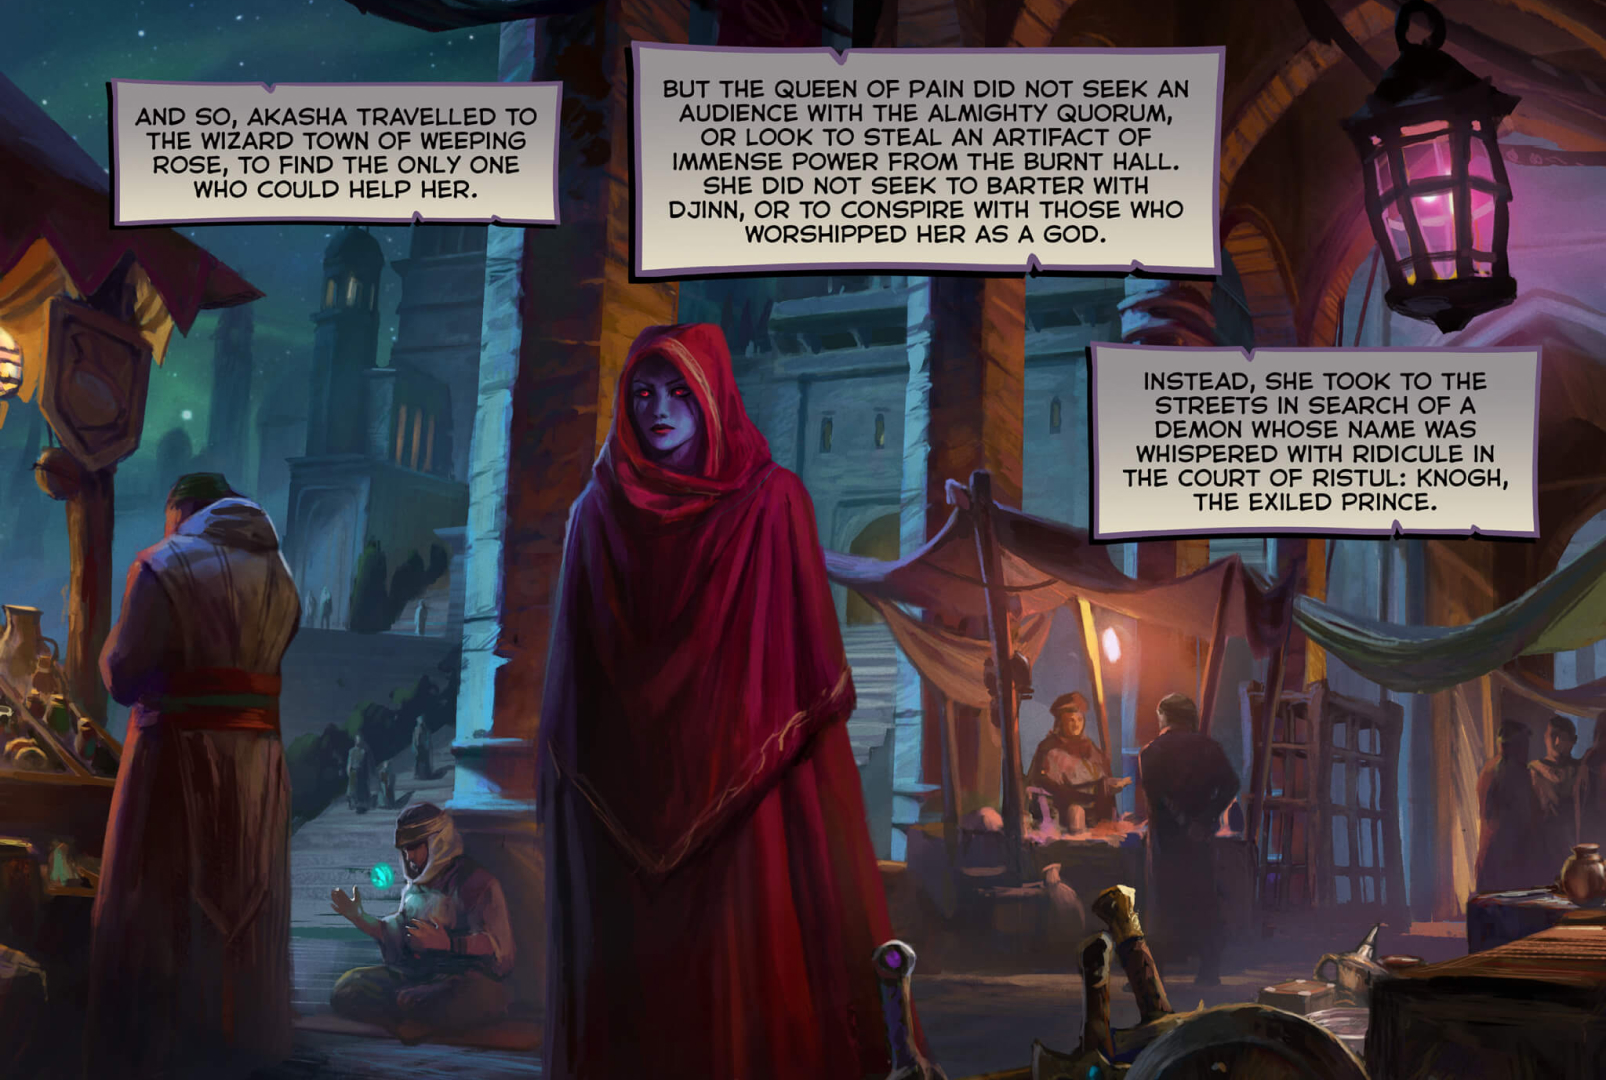 AND SO, AKASHA TRAVELLED TO
THE WIZARD TOWN OF WEEPING
ROSE, TO FIND THE ONLY ONE
WHO COULD HELP HER.
BUT THE QUEEN OF PAIN DID NOT SEEK AN
AUDIENCE WITH THE ALMIGHTY QUORUM,
OR LOOK TO STEAL AN ARTIFACT OF
IMMENSE POWER FROM THE BURNT HALL.
SHE DID NOT SEEK TO BARTER WITH
DJINN, OR TO CONSPIRE WITH THOSE WHO
WORSHIPPED HER AS A GOD.
INSTEAD, SHE TOOK TO THE
STREETS IN SEARCH OF A
DEMON WHOSE NAME WAS
WHISPERED WITH RIDICULE IN
THE COURT OF RISTUL: KNOGH,
THE EXILED PRINCE.